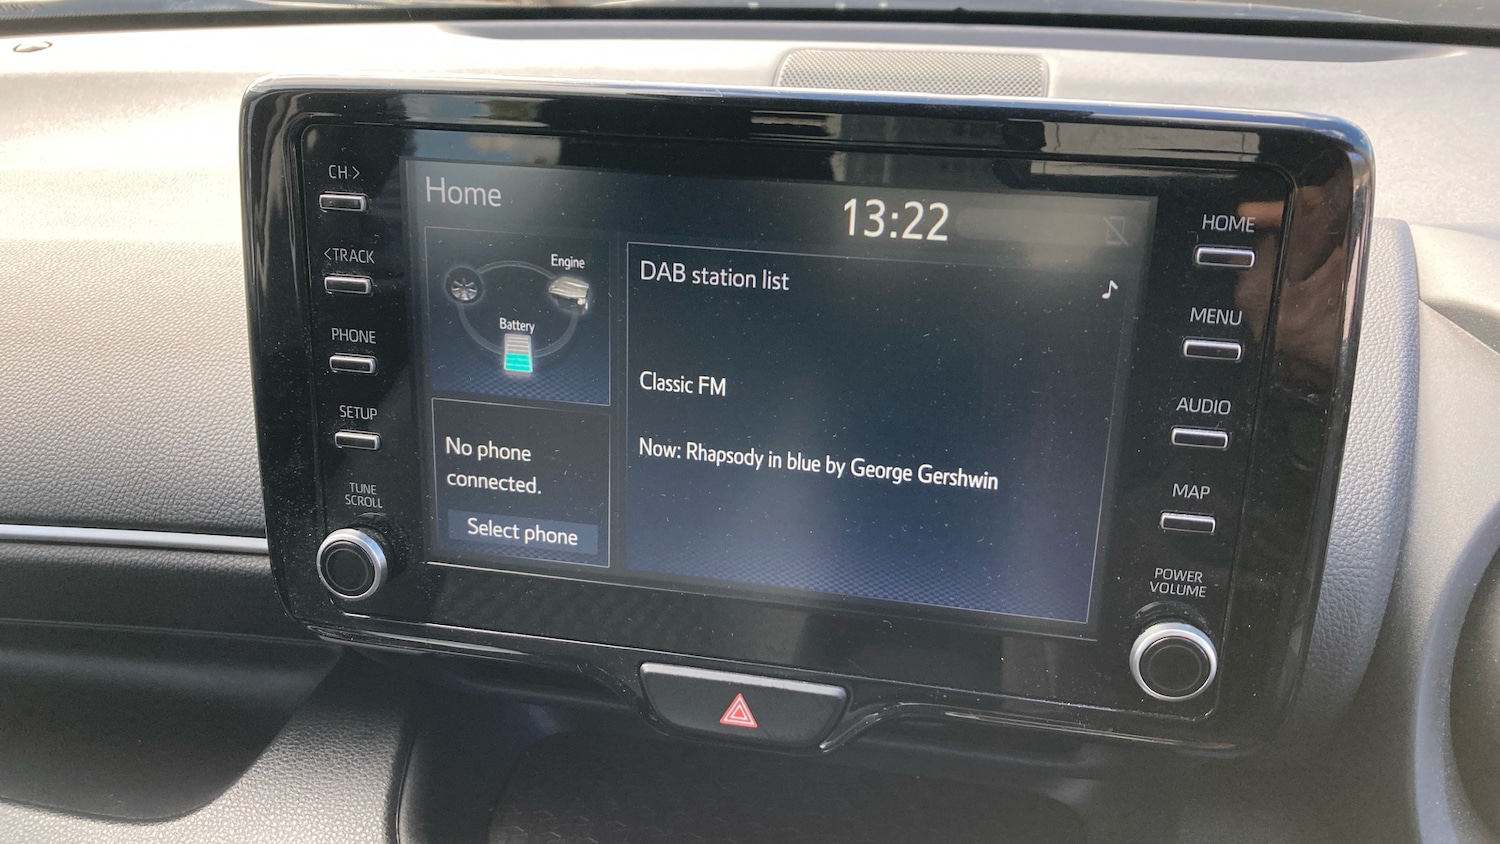 CH>
<TRACK
PHONE
SETUP
TUNE
SCROLL
Home
13:22
Engine
Battery
No phone
connected.
Select phone
DAB station list
Classic FM
Now: Rhapsody in blue by George Gershwin
HOME
MENU
AUDIO
MAP
POWER
VOLUME